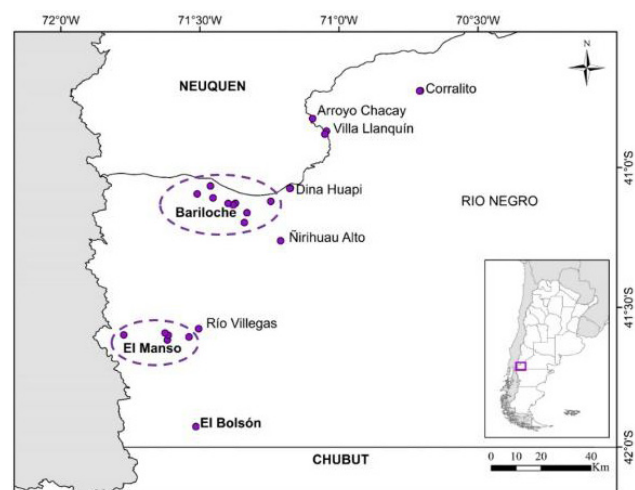 72°0'W
71°30'W
71°0'W
70°30'W
N
NEUQUEN
Corralito
Arroyo Chacay
Villa Llanquín
41°0'S
Dina Huapi
Bariloche
RIO NEGRO
Ñirihuau Alto
41°30'S
Río Villegas
El Manso
El Bolsón
42°0'S
CHUBUT
0 10 20 40
Km